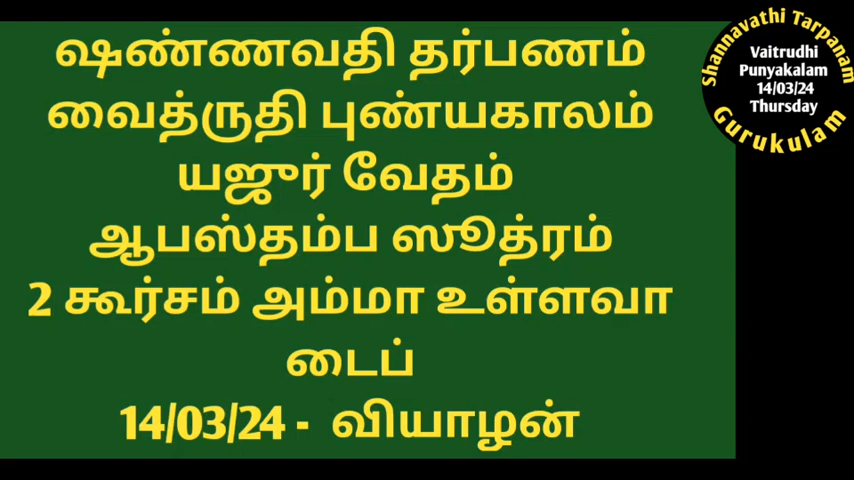 ஷண்ணவதி தர்பணம்
வைத்ருதி புண்யகாலம்
யஜுர் வேதம்
ஆபஸ்தம்ப ஸூத்ரம்
2 கூர்சம் அம்மா உள்ளவா
டைப்
14/03/24 - வியாழன்
Shannavathi Tarpanam
Vaitrudhi
Punyakalam
14/03/24
Thursday
Gurukulam